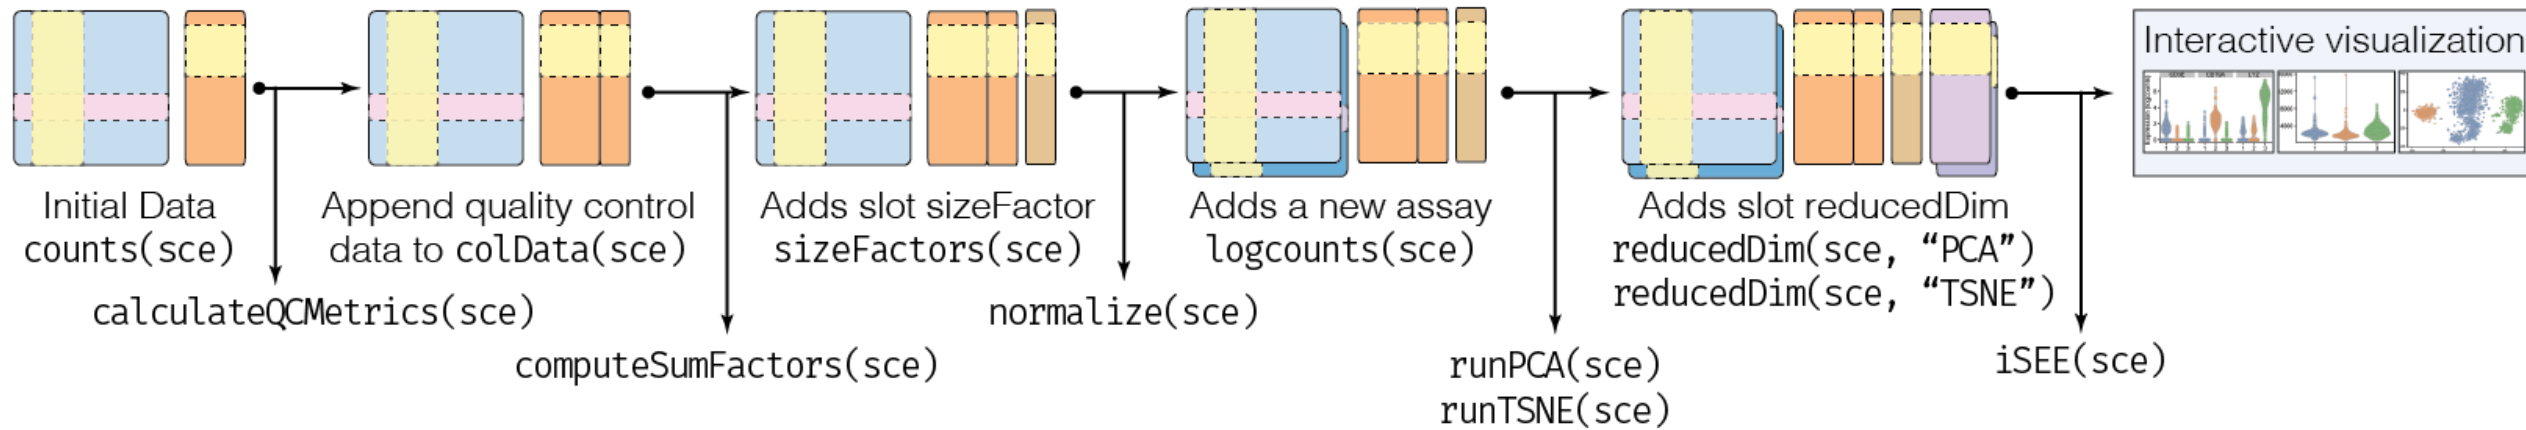 Interactive visualization
Initial Data
counts(sce)
Append quality control
data to colData(sce)
Adds slot sizeFactor
sizeFactors(sce)
Adds a new assay
logcounts(sce)
Adds slot reducedDim
reducedDim(sce, “PCA”)
reducedDim(sce, “TSNE”)
calculateQCMetrics(sce)
computeSumFactors(sce)
normalize(sce)
runPCA(sce)
runTSNE(sce)
iSEE(sce)